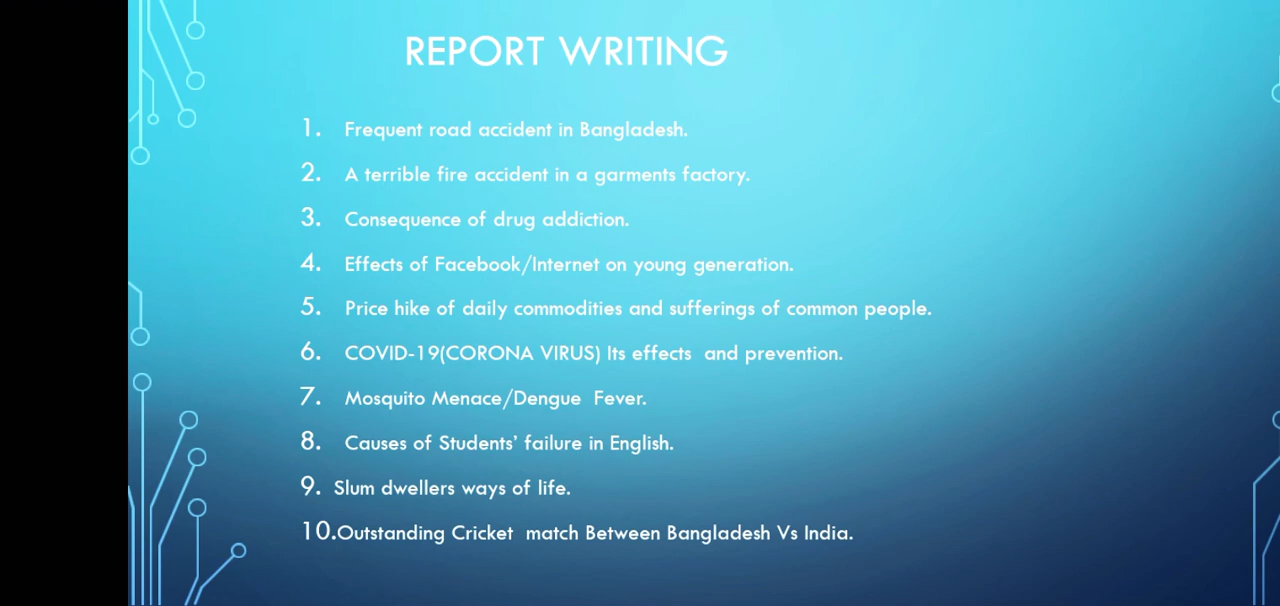 REPORT WRITING
1. Frequent road accident in Bangladesh.
2. A terrible fire accident in a garments factory.
3. Consequence of drug addiction.
4. Effects of Facebook/Internet on young generation.
5. Price hike of daily commodities and sufferings of common people.
6. COVID-19(CORONA VIRUS) Its effects  and prevention.
7. Mosquito Menace/Dengue  Fever.
8. Causes of Students’ failure in English.
9. Slum dwellers ways of life.
10.Outstanding Cricket  match Between Bangladesh Vs India.